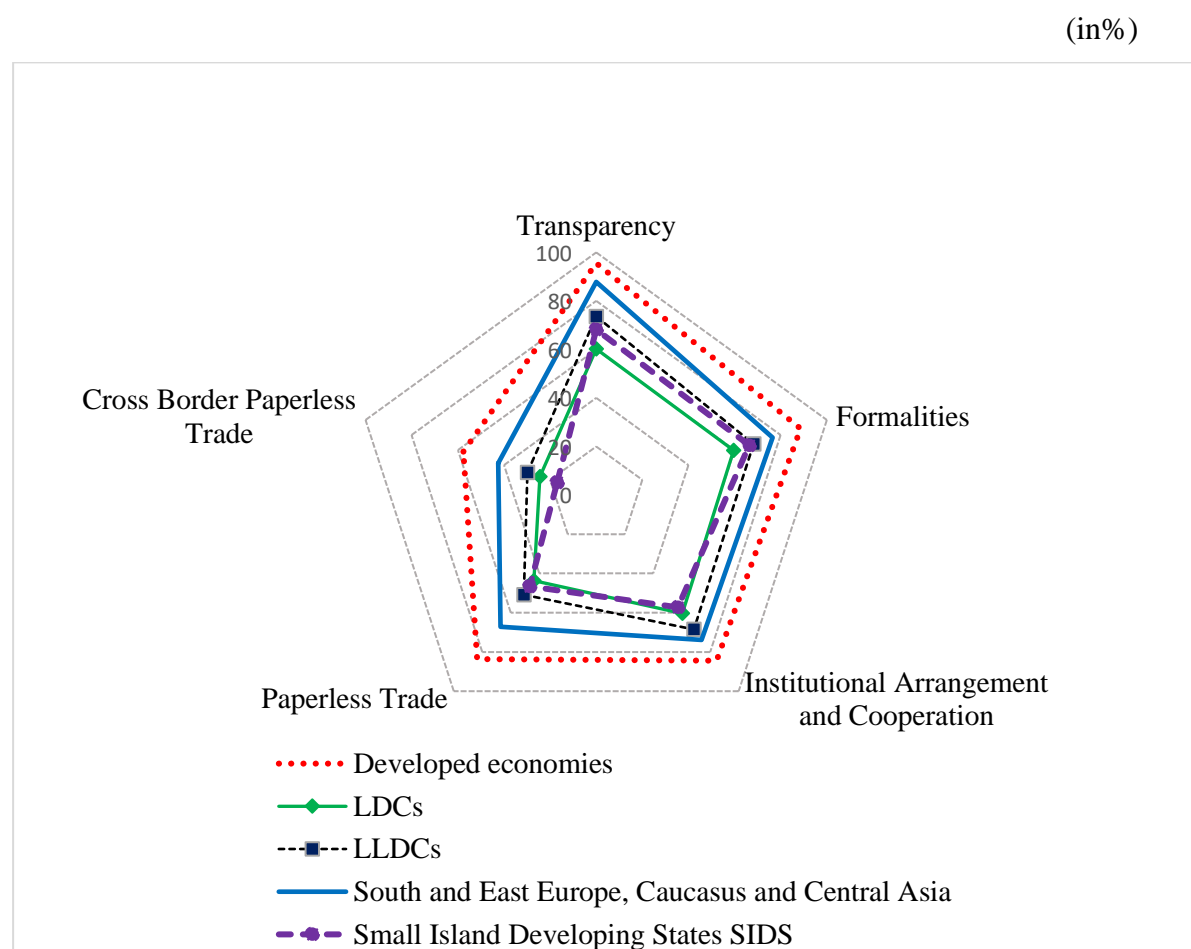 (in%)
Transparency
100
80
60
40
20
0
Cross Border Paperless
Trade
Formalities
Paperless Trade
Institutional Arrangement
and Cooperation
Developed economies
LDCs
LLDCs
South and East Europe, Caucasus and Central Asia
Small Island Developing States SIDS